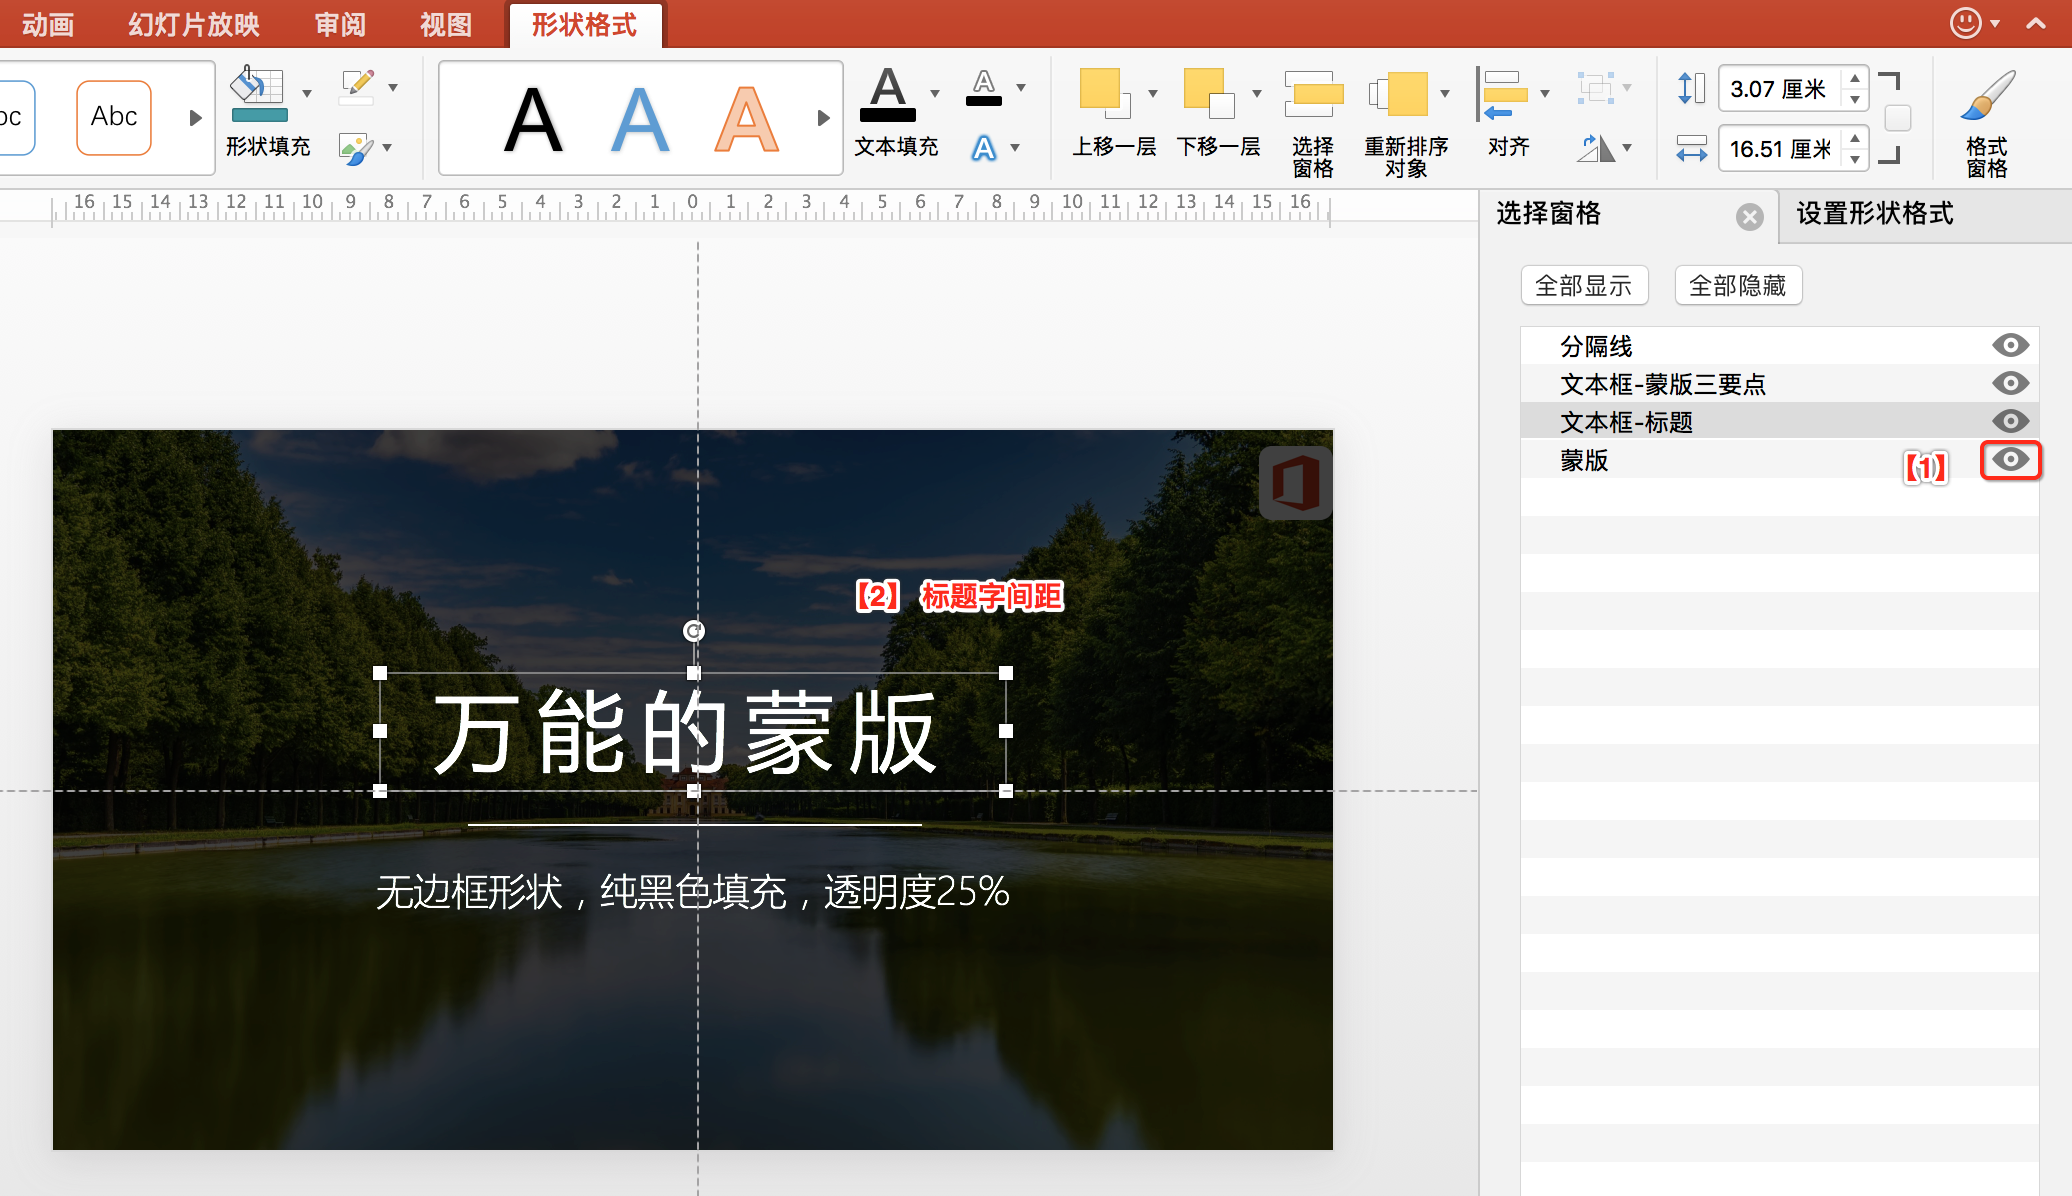 动画 幻灯片放映 审阅 视图 形状格式
Abc
A A A
A A
3.07 厘米
形状填充 文本填充 A 上移一层 下移一层 选择窗格 重新排序对象 对齐 16.51 厘米 格式窗格
16 15 14 13 12 11 10 9 8 7 6 5 4 3 2 1 0 1 2 3 4 5 6 7 8 9 10 11 12 13 14 15 16
选择窗格 设置形状格式
全部显示 全部隐藏
分隔线
文本框-蒙版三要点
文本框-标题
蒙版 【1】
【2】 标题字间距
万能的蒙版
无边框形状，纯黑色填充，透明度25%